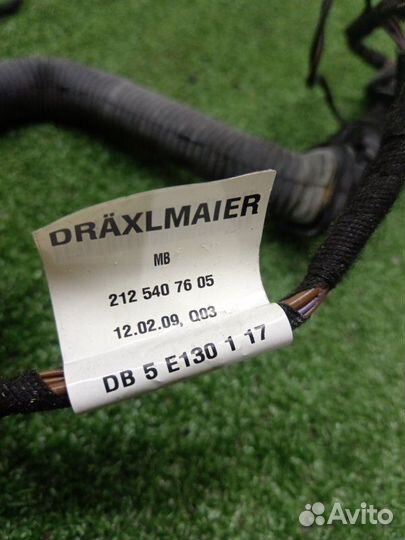 DRÄXLMAIER
MB
212 540 76 05
12.02.09, Q03
DB 5 E130 1 17
Avito